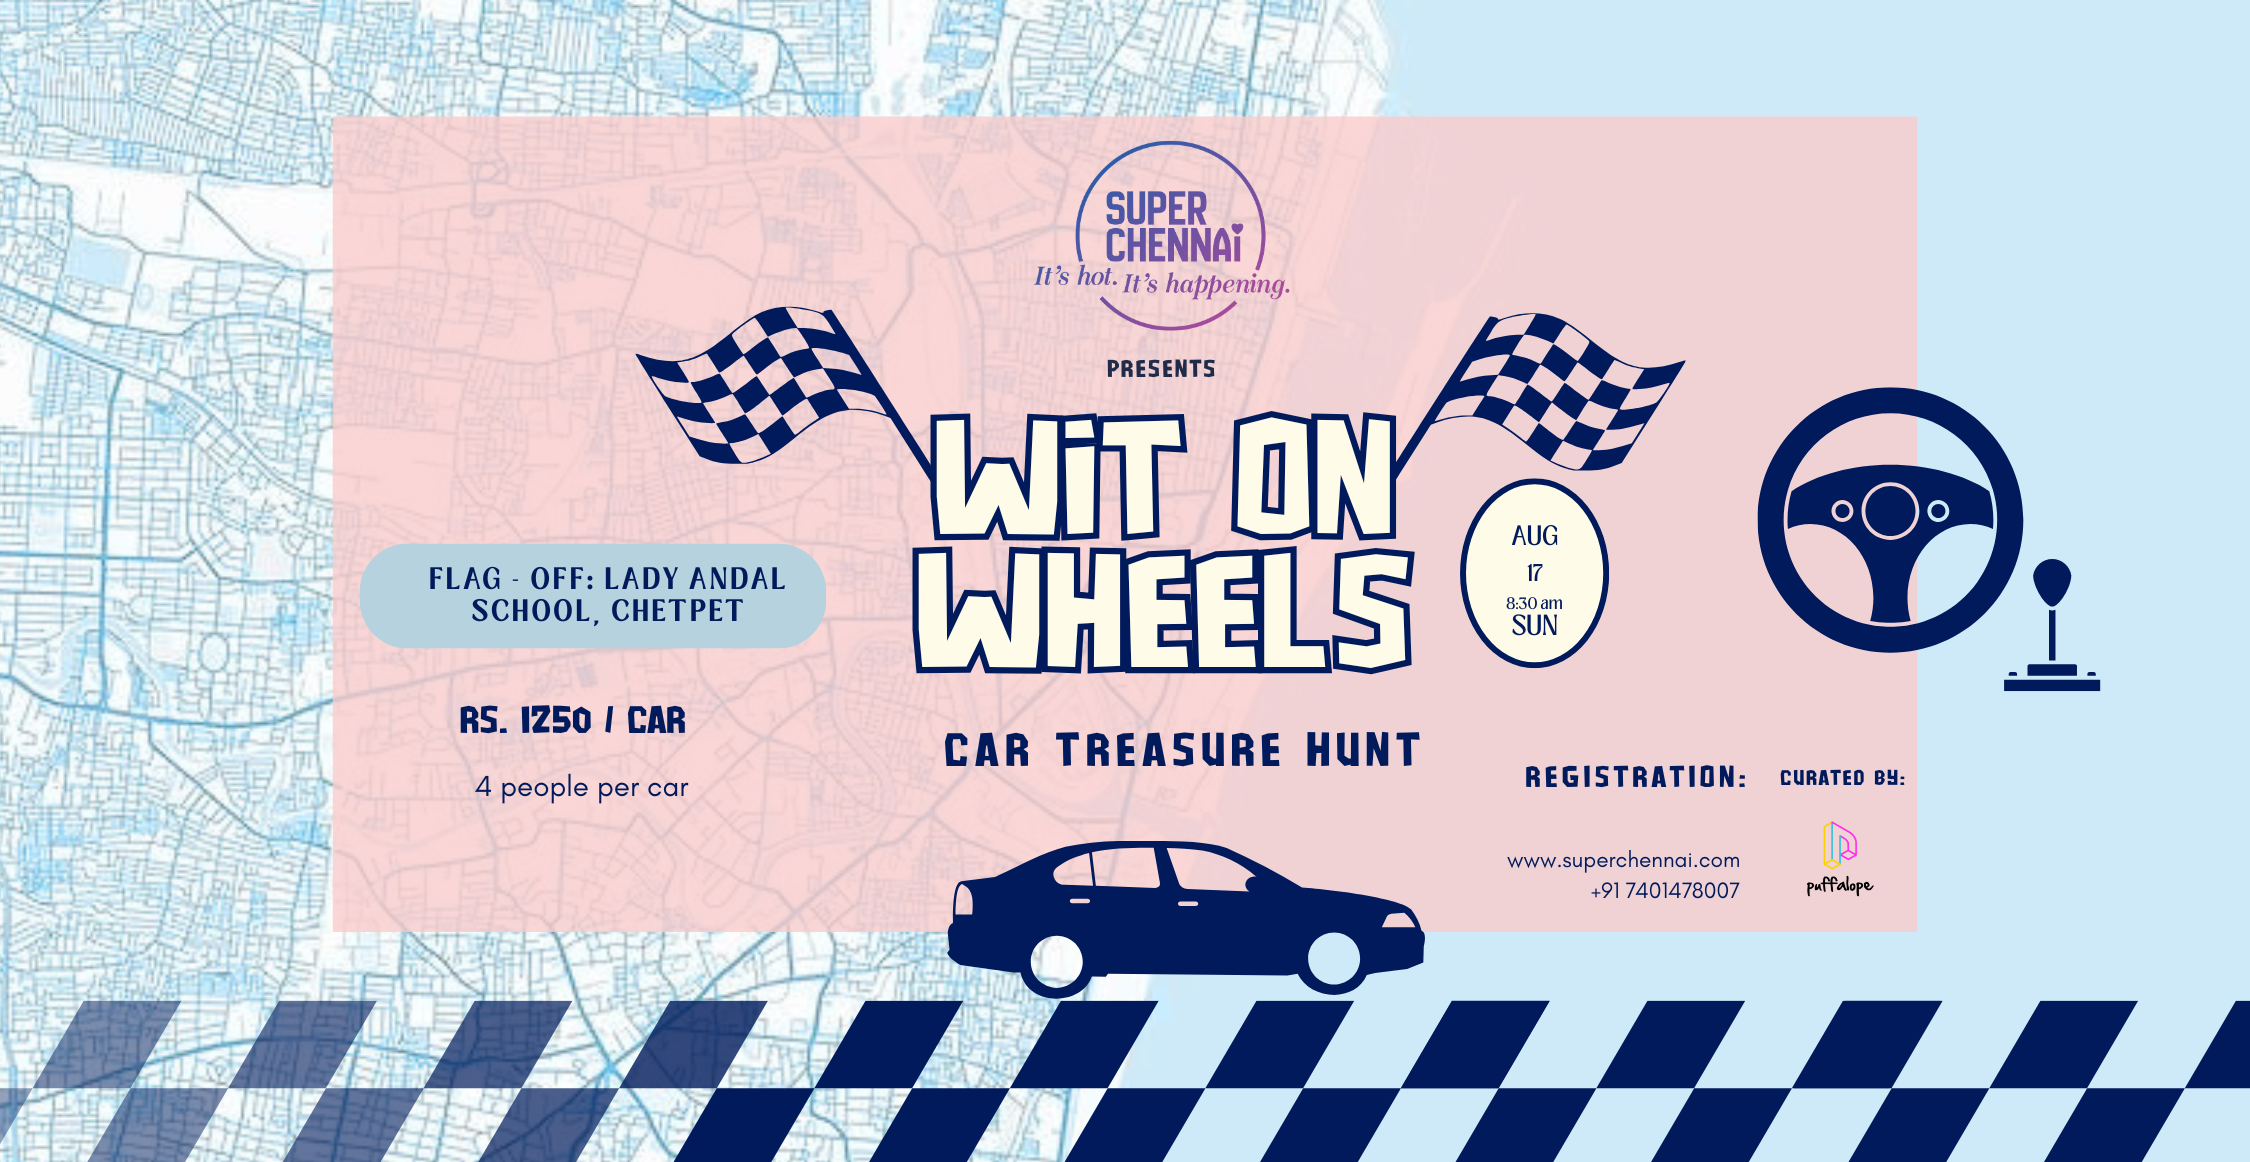 SUPER
CHENNAi
It's hot. It's happening.
PRESENTS
WiT ON
WHEELS
AUG
17
8:30 am
SUN
FLAG - OFF: LADY ANDAL
SCHOOL, CHETPET
RS. 1250 / CAR
4 people per car
CAR TREASURE HUNT
REGISTRATION:
www.superchennai.com
+91 7401478007
CURATED BY:
puffalope